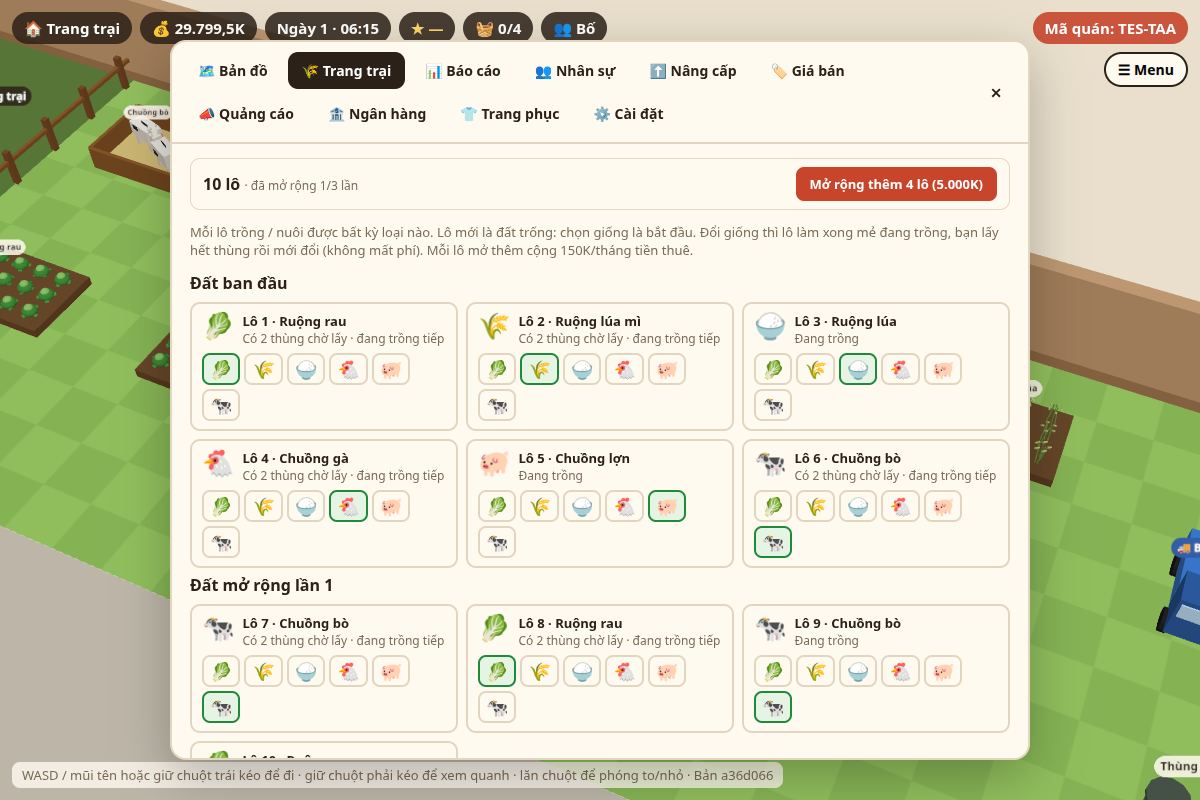 🏠 Trang trại
💰 29.799,5K
Ngày 1 · 06:15
★ —
🧺 0/4
👥 Bố
Mã quán: TES-TAA
☰ Menu
🗺️ Bản đồ
🌾 Trang trại
📊 Báo cáo
👥 Nhân sự
⬆️ Nâng cấp
🏷️ Giá bán
📣 Quảng cáo
🏦 Ngân hàng
👕 Trang phục
⚙️ Cài đặt
×
g trại
Chuồng bò
g rau
10 lô · đã mở rộng 1/3 lần
Mở rộng thêm 4 lô (5.000K)
Mỗi lô trồng / nuôi được bất kỳ loại nào. Lô mới là đất trống: chọn giống là bắt đầu. Đổi giống thì lô làm xong mẻ đang trồng, bạn lấy
hết thùng rồi mới đổi (không mất phí). Mỗi lô mở thêm cộng 150K/tháng tiền thuê.
Đất ban đầu
Lô 1 · Ruộng rau
Có 2 thùng chờ lấy · đang trồng tiếp
Lô 2 · Ruộng lúa mì
Có 2 thùng chờ lấy · đang trồng tiếp
Lô 3 · Ruộng lúa
Đang trồng
Lô 4 · Chuồng gà
Có 2 thùng chờ lấy · đang trồng tiếp
Lô 5 · Chuồng lợn
Đang trồng
Lô 6 · Chuồng bò
Có 2 thùng chờ lấy · đang trồng tiếp
Đất mở rộng lần 1
Lô 7 · Chuồng bò
Có 2 thùng chờ lấy · đang trồng tiếp
Lô 8 · Ruộng rau
Có 2 thùng chờ lấy · đang trồng tiếp
Lô 9 · Chuồng bò
Đang trồng
Thùng
WASD / mũi tên hoặc giữ chuột trái kéo để đi · giữ chuột phải kéo để xem quanh · lăn chuột để phóng to/nhỏ · Bản a36d066